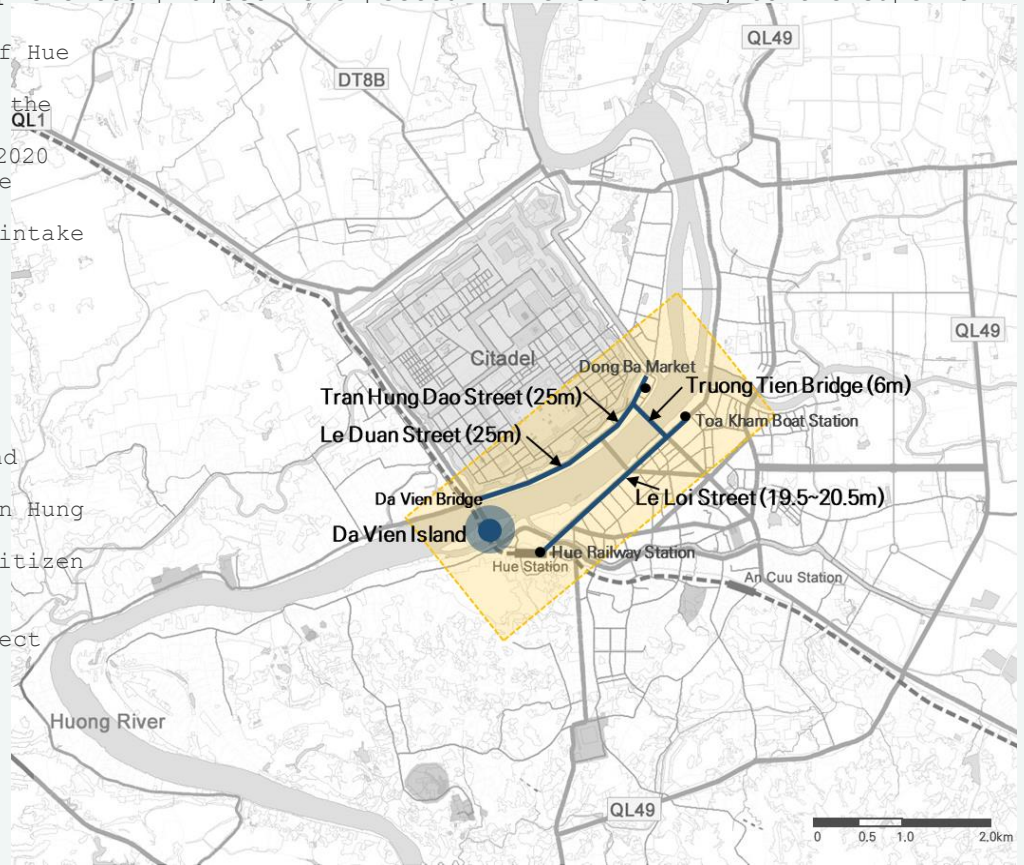 f Hue
the
QL1
2020
e
intake
nd
n Hung
itizen
ect
QL49
DT8B
QL49
Citadel
Dong Ba Market
Tran Hung Dao Street (25m)
Truong Tien Bridge (6m)
Le Duan Street (25m)
Toa Kham Boat Station
Da Vien Bridge
Le Loi Street (19.5~20.5m)
Da Vien Island
Hue Railway Station
Hue Station
An Cuu Station
Huong River
QL49
0 0.5 1.0 2.0km